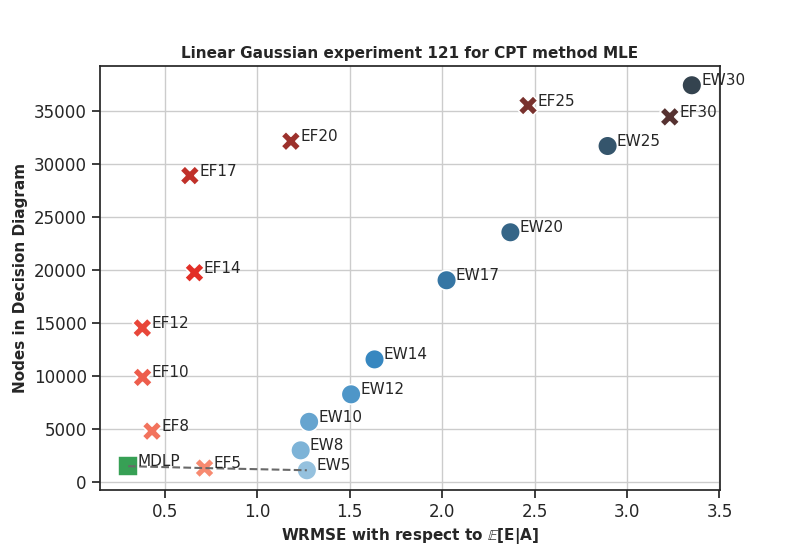 Linear Gaussian experiment 121 for CPT method MLE
Nodes in Decision Diagram
35000
30000
25000
20000
15000
10000
5000
0
EW30
EF25
EF30
EF20
EW25
EF17
EW20
EF14
EW17
EF12
EW14
EF10
EW12
EF8
EW10
EW8
MDLP
EF5
EW5
0.5 1.0 1.5 2.0 2.5 3.0 3.5
WRMSE with respect to 𝔼[E|A]